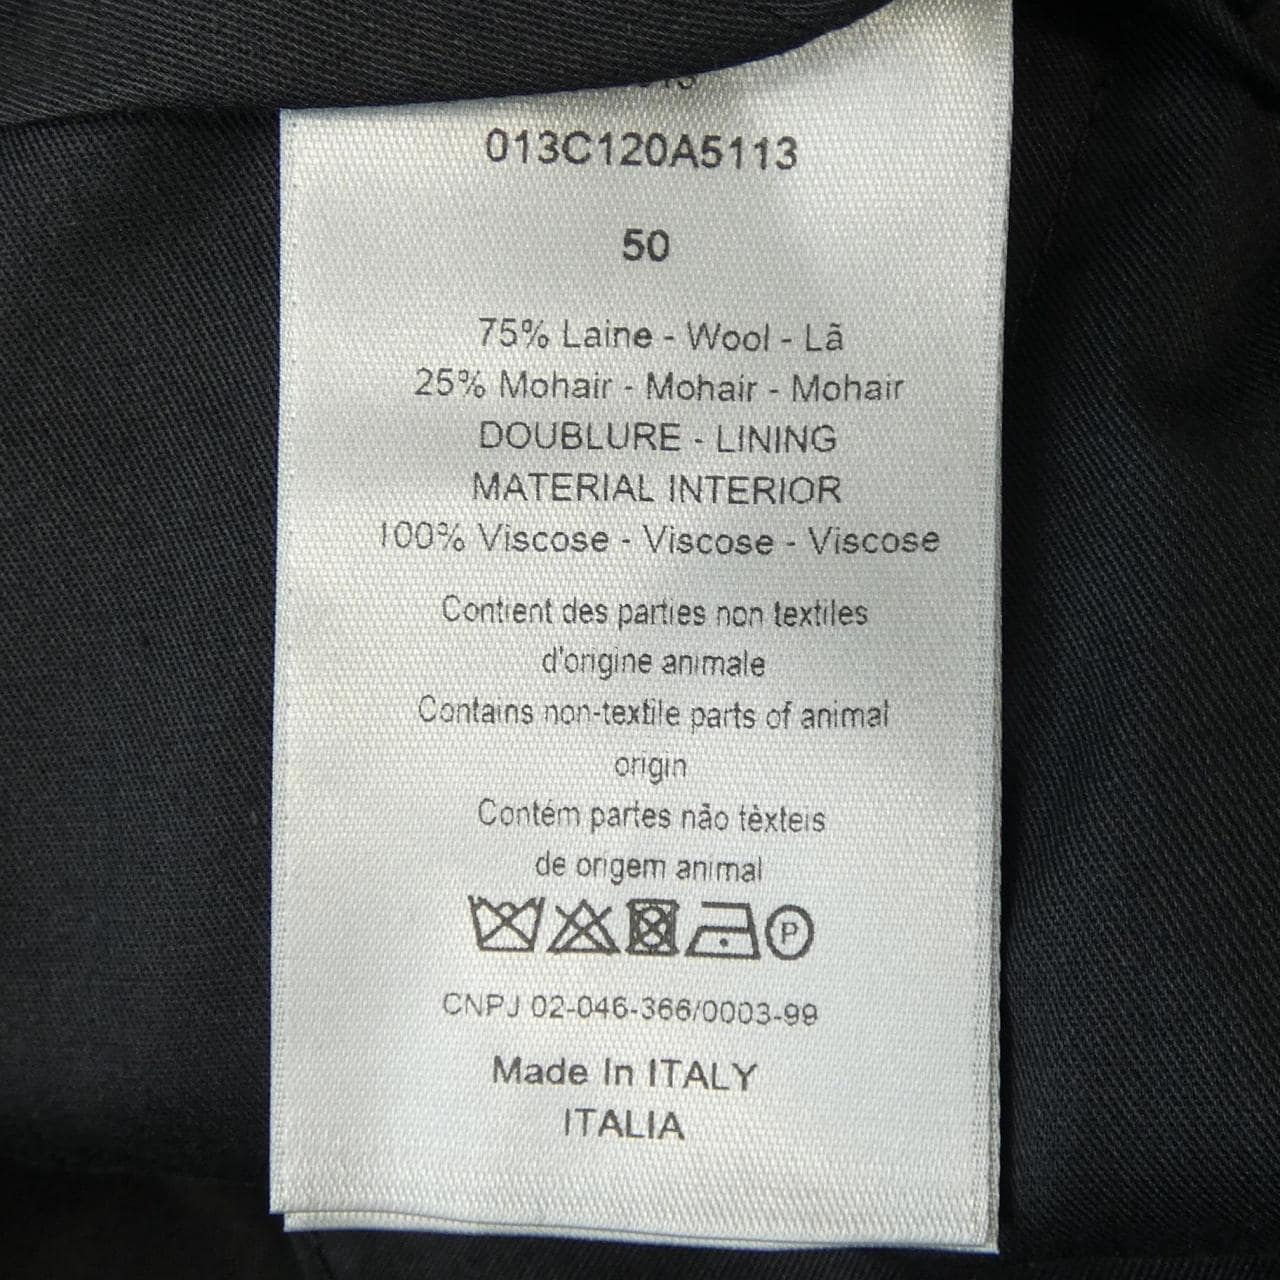 013C120A5113
50
75% Laine - Wool - Lã
25% Mohair - Mohair - Mohair
DOUBLURE - LINING
MATERIAL INTERIOR
100% Viscose - Viscose - Viscose
Contient des parties non textiles
d'origine animale
Contains non-textile parts of animal
origin
Contém partes não tèxteis
de origem animal
P
CNPJ 02-046-366/0003-99
Made In ITALY
ITALIA